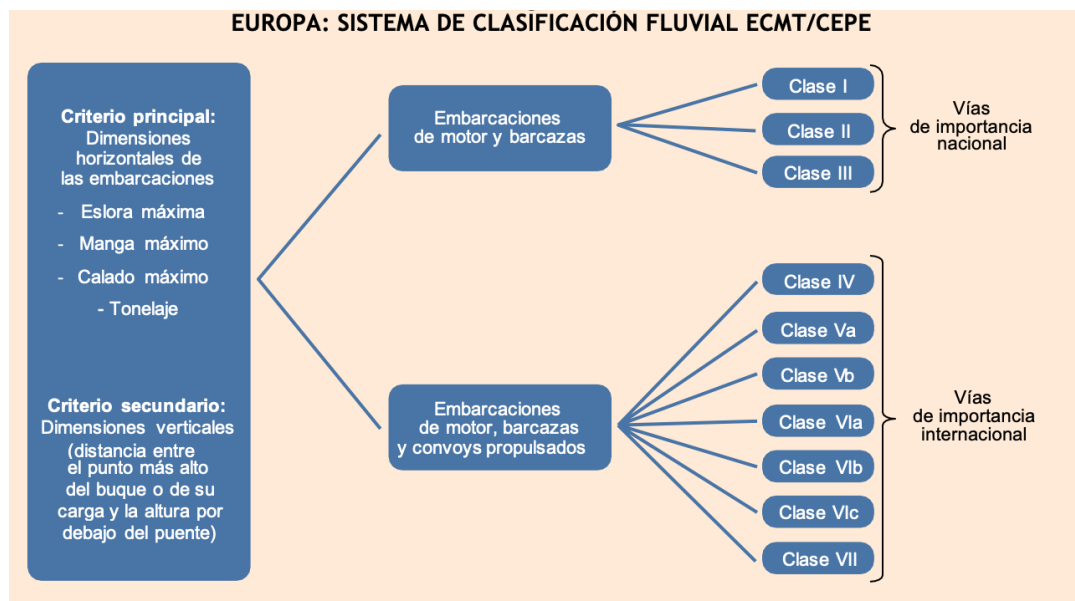 EUROPA: SISTEMA DE CLASIFICACIÓN FLUVIAL ECMT/CEPE
Criterio principal:
Dimensiones
horizontales de
las embarcaciones
- Eslora máxima
- Manga máximo
- Calado máximo
- Tonelaje
Criterio secundario:
Dimensiones verticales
(distancia entre
el punto más alto
del buque o de su
carga y la altura por
debajo del puente)
Embarcaciones
de motor y barcazas
Clase I
Clase II
Clase III
Vías
de importancia
nacional
Embarcaciones
de motor, barcazas
y convoys propulsados
Clase IV
Clase Va
Clase Vb
Clase VIa
Clase VIb
Clase VIc
Clase VII
Vías
de importancia
internacional